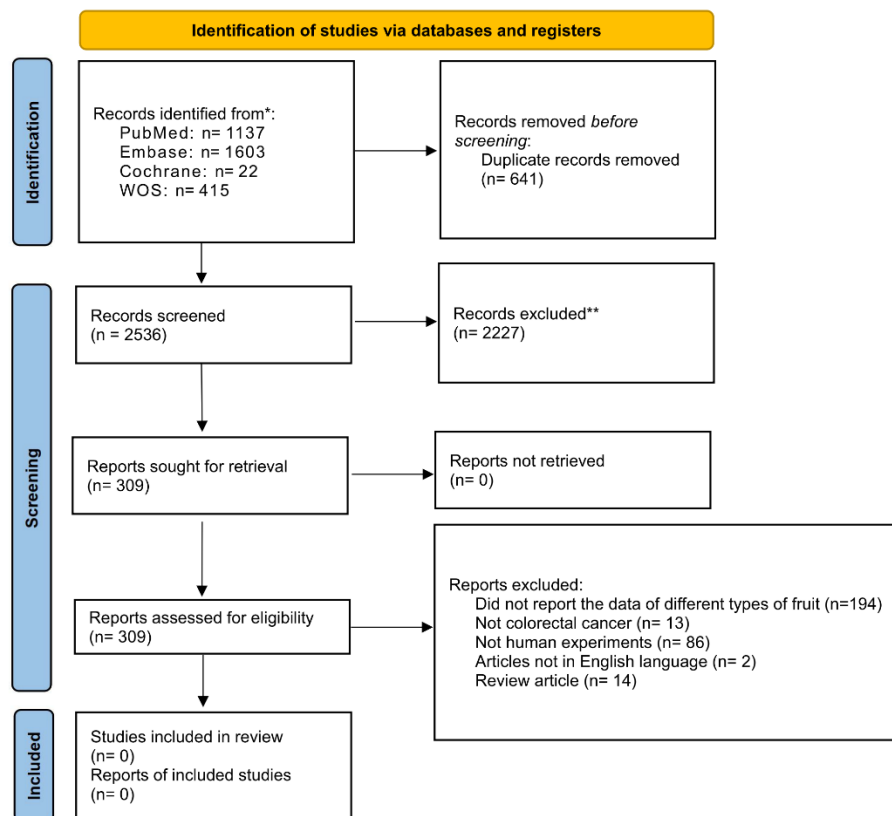 Identification of studies via databases and registers
Identification
Records identified from*:
PubMed: n= 1137
Embase: n= 1603
Cochrane: n= 22
WOS: n= 415
Records removed before
screening:
Duplicate records removed
(n= 641)
Screening
Records screened
(n = 2536)
Records excluded**
(n = 2227)
Reports sought for retrieval
(n= 309)
Reports not retrieved
(n= 0)
Reports assessed for eligibility
(n= 309)
Reports excluded:
Did not report the data of different types of fruit (n=194)
Not colorectal cancer (n= 13)
Not human experiments (n= 86)
Articles not in English language (n= 2)
Review article (n= 14)
Included
Studies included in review
(n= 0)
Reports of included studies
(n= 0)